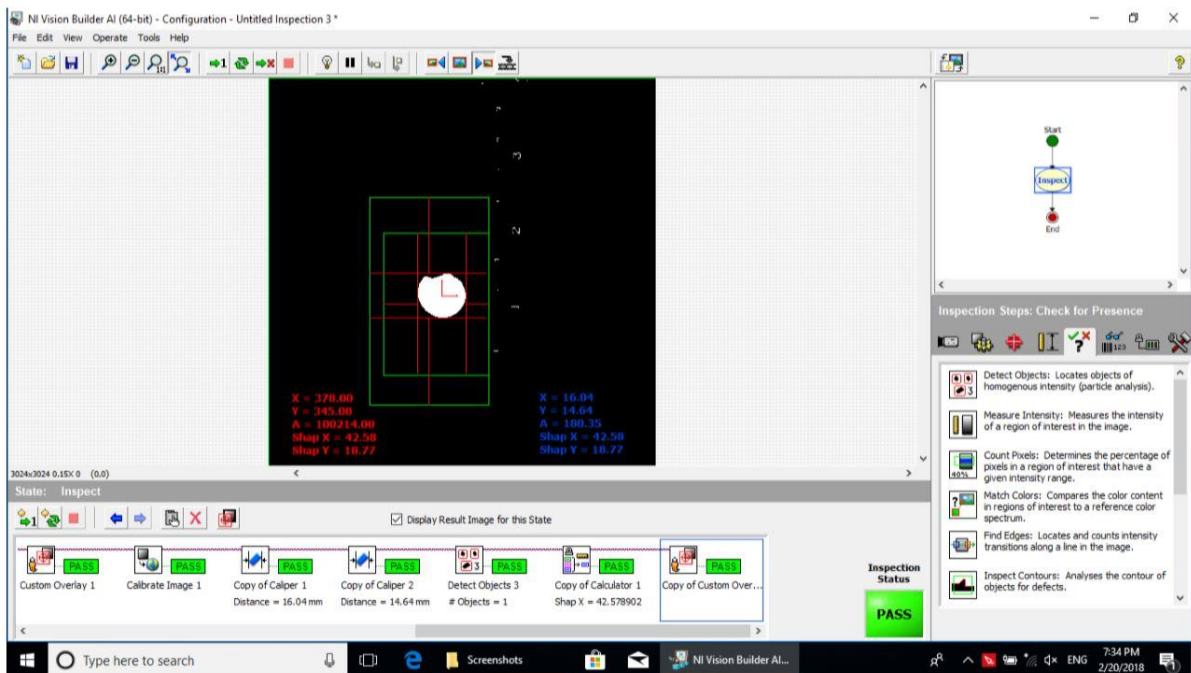 NI Vision Builder AI (64-bit) - Configuration - Untitled Inspection 3 *
File Edit View Operate Tools Help
1:1
1
Start
Inspect
End
3
2
1
X = 378.00
Y = 345.00
A = 100214.00
Shap X = 42.58
Shap Y = 18.77
X = 16.04
Y = 14.64
A = 180.35
Shap X = 42.58
Shap Y = 18.77
3024x3024 0.15X 0 (0,0)
Inspection Steps: Check for Presence
Detect Objects: Locates objects of
homogenous intensity (particle analysis).
Measure Intensity: Measures the intensity
of a region of interest in the image.
Count Pixels: Determines the percentage of
pixels in a region of interest that have a
given intensity range.
Match Colors: Compares the color content
in regions of interest to a reference color
spectrum.
Find Edges: Locates and counts intensity
transitions along a line in the image.
Inspect Contours: Analyses the contour of
objects for defects.
State: Inspect
1
Display Result Image for this State
PASS PASS PASS PASS PASS PASS PASS
Custom Overlay 1 Calibrate Image 1 Copy of Caliper 1 Copy of Caliper 2 Detect Objects 3 Copy of Calculator 1 Copy of Custom Over...
Distance = 16.04 mm Distance = 14.64 mm # Objects = 1 Shap X = 42.578902
Inspection
Status
PASS
Type here to search
Screenshots
NI Vision Builder AI...
ENG
7:34 PM
2/20/2018